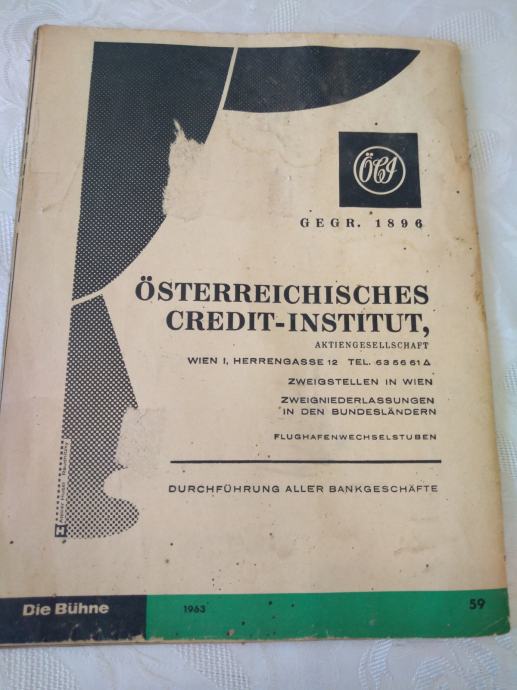 ÖCI
GEGR. 1896
ÖSTERREICHISCHES
CREDIT-INSTITUT,
AKTIENGESELLSCHAFT
WIEN I, HERRENGASSE 12 TEL. 63 56 61 Δ
ZWEIGSTELLEN IN WIEN
ZWEIGNIEDERLASSUNGEN
IN DEN BUNDESLÄNDERN
FLUGHAFENWECHSELSTUBEN
DURCHFÜHRUNG ALLER BANKGESCHÄFTE
H
Die Bühne 1963 59